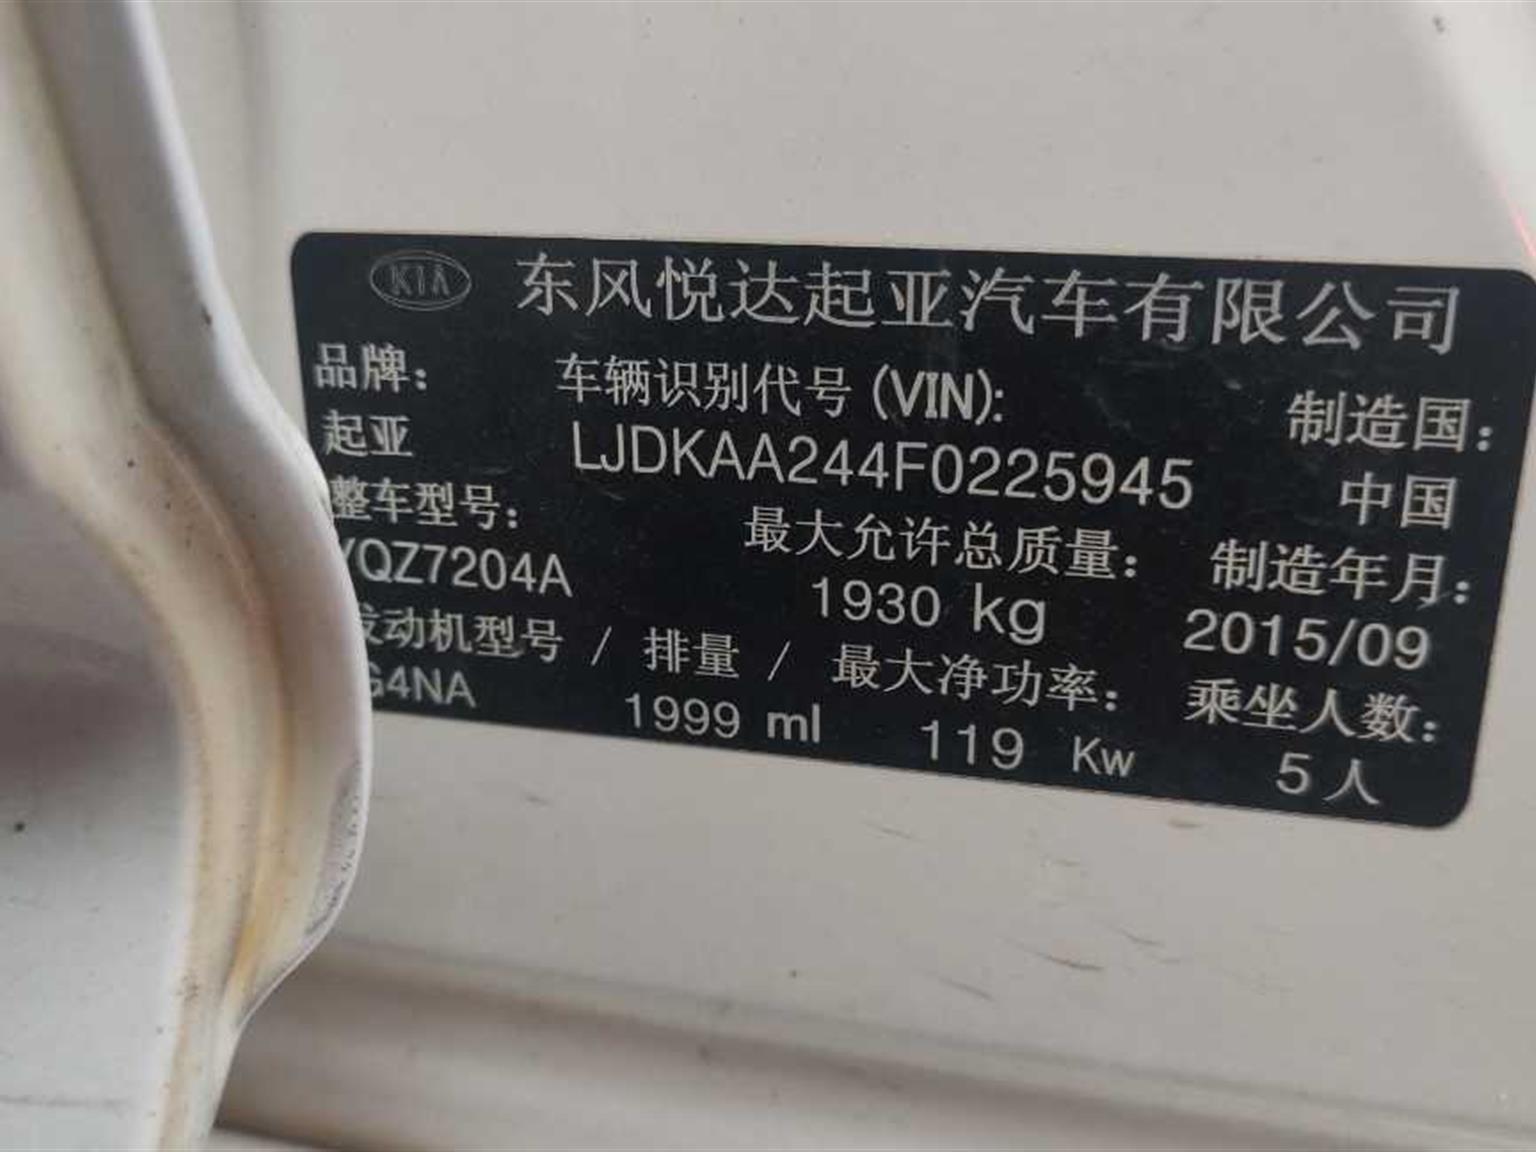 KIA 东风悦达起亚汽车有限公司
品牌： 车辆识别代号 (VIN): 制造国：
起亚 LJDKAA244F0225945 中国
整车型号： 最大允许总质量： 制造年月：
YQZ7204A 1930 kg 2015/09
发动机型号 / 排量 / 最大净功率： 乘坐人数：
G4NA 1999 ml 119 Kw 5人